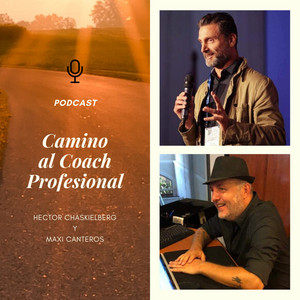 PODCAST
Camino
al Coach
Profesional
HECTOR CHASKIELBERG
Y
MAXI CANTEROS